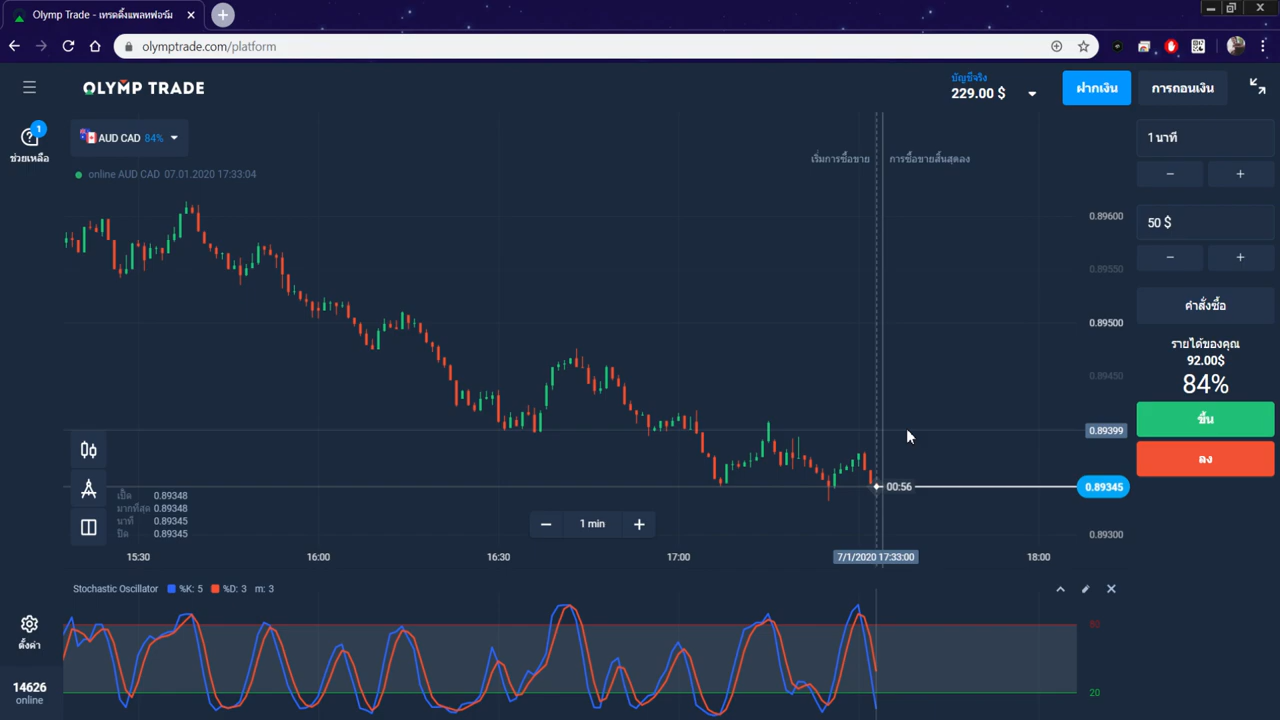 Olymp Trade - เทรดดิ้งแพลทฟอร์ม
olymptrade.com/platform
OLYMP TRADE
บัญชีจริง
229.00 $
ฝากเงิน
การถอนเงิน
1
ช่วยเหลือ
AUD CAD 84%
online AUD CAD 07.01.2020 17:33:04
เริ่มการซื้อขาย
การซื้อขายสิ้นสุดลง
1 นาที
50 $
คำสั่งซื้อ
รายได้ของคุณ
92.00$
84%
ขึ้น
ลง
0.89600
0.89550
0.89500
0.89450
0.89399
0.89345
0.89300
00:56
เปิด 0.89348
มากที่สุด 0.89348
นาที 0.89345
ปิด 0.89345
1 min
15:30
16:00
16:30
17:00
7/1/2020 17:33:00
18:00
Stochastic Oscillator %K: 5 %D: 3 m: 3
20
ตั้งค่า
14626
online